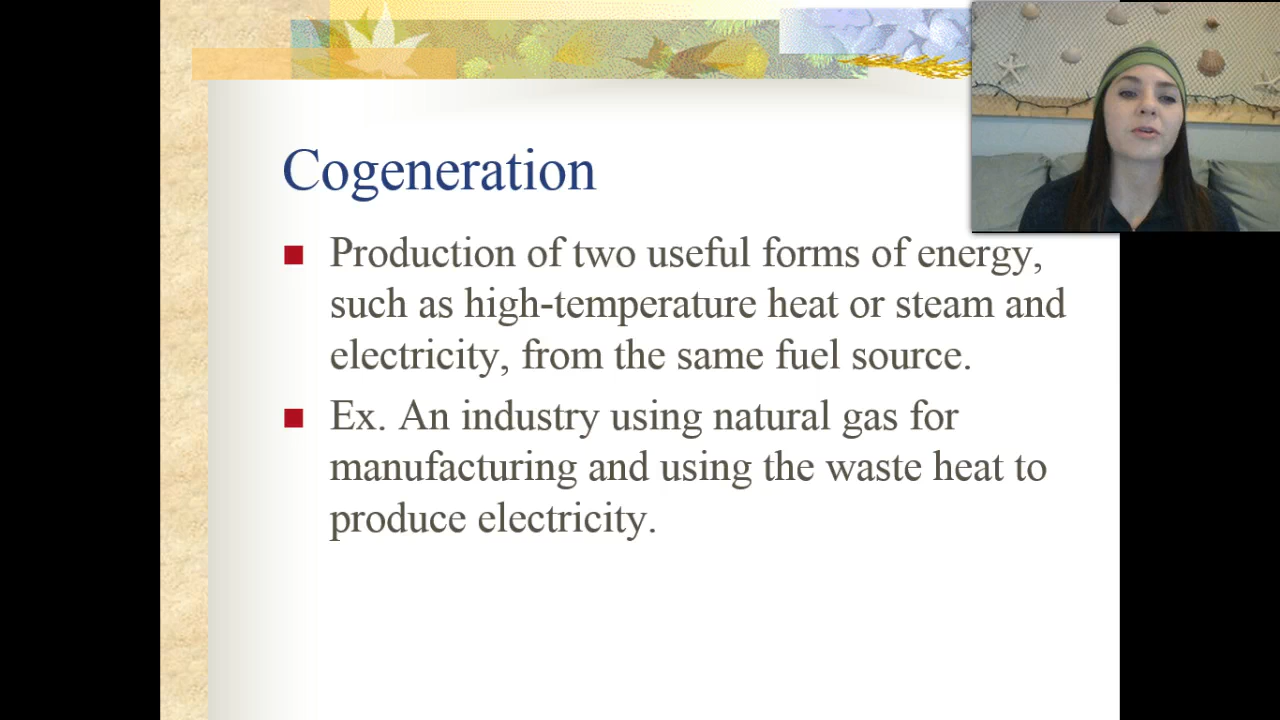 Cogeneration
Production of two useful forms of energy,
such as high-temperature heat or steam and
electricity, from the same fuel source.
Ex. An industry using natural gas for
manufacturing and using the waste heat to
produce electricity.